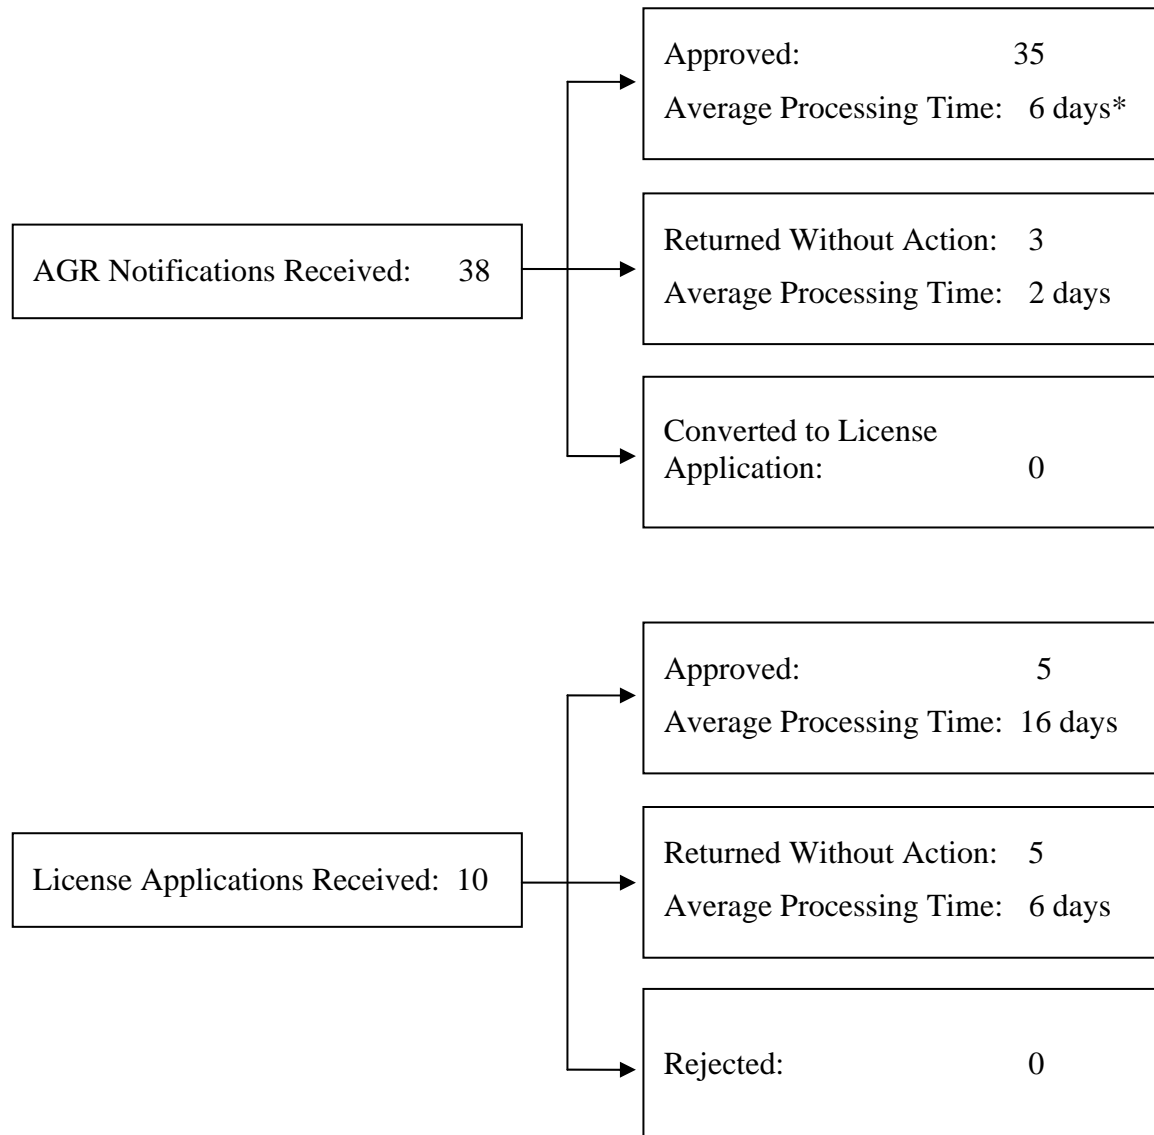 Approved: 35
Average Processing Time: 6 days*
AGR Notifications Received: 38
Returned Without Action: 3
Average Processing Time: 2 days
Converted to License
Application: 0
Approved: 5
Average Processing Time: 16 days
License Applications Received: 10
Returned Without Action: 5
Average Processing Time: 6 days
Rejected: 0